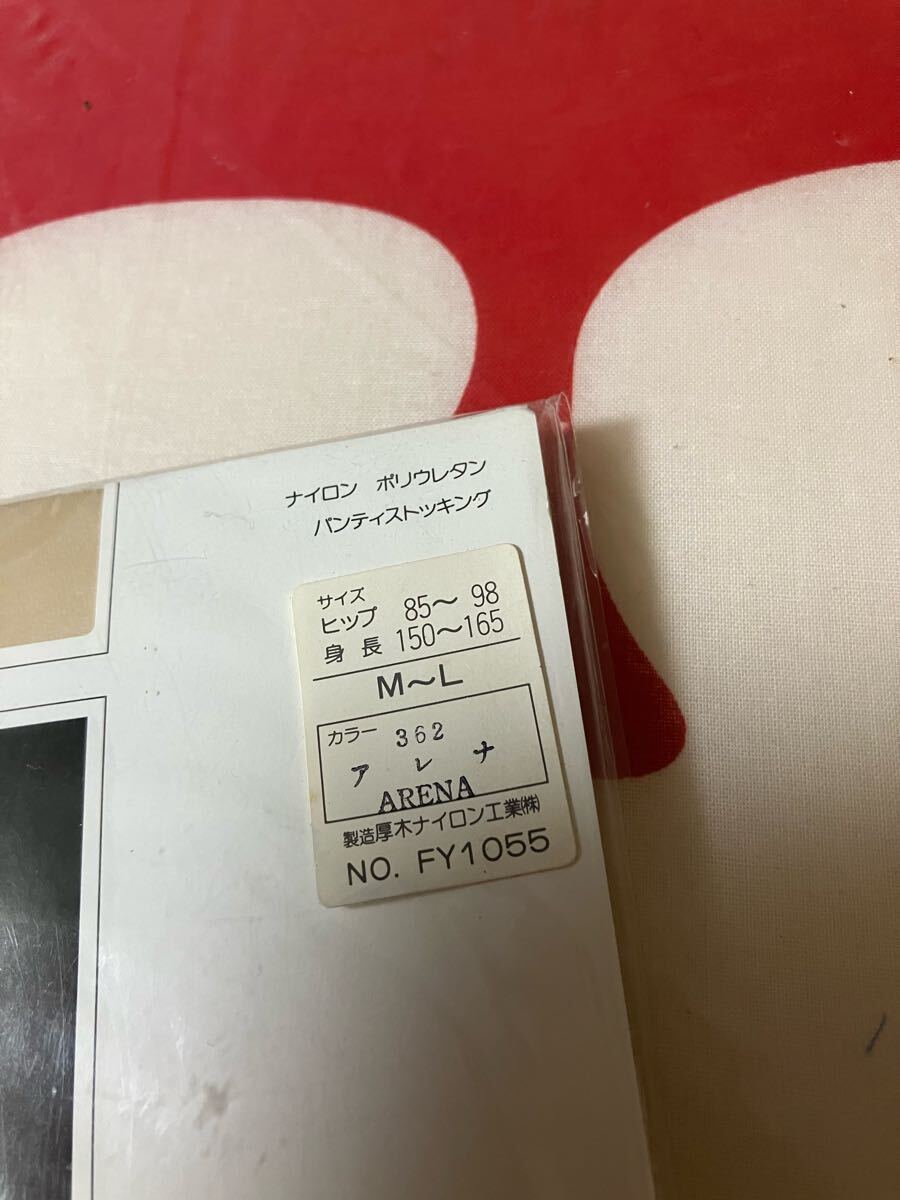 ナイロン ポリウレタン
パンティストッキング
サイズ
ヒップ 85～98
身長 150～165
M～L
カラー 362
アレナ
ARENA
製造厚木ナイロン工業㈱
NO. FY1055